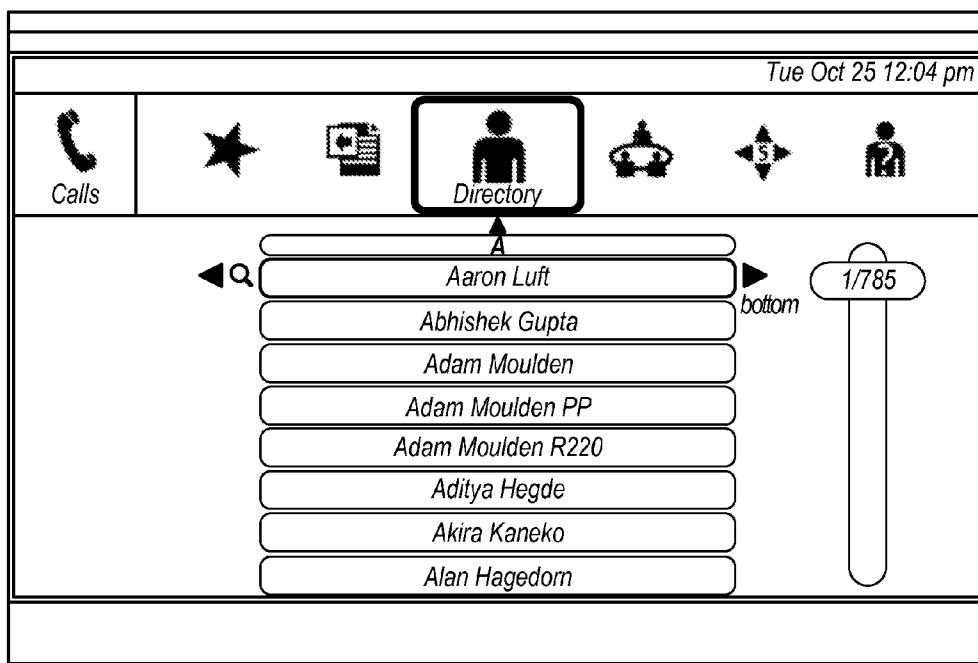 Tue Oct 25 12:04 pm
Calls
Directory
A
Aaron Luft
1/785
bottom
Abhishek Gupta
Adam Moulden
Adam Moulden PP
Adam Moulden R220
Aditya Hegde
Akira Kaneko
Alan Hagedorn
S
?